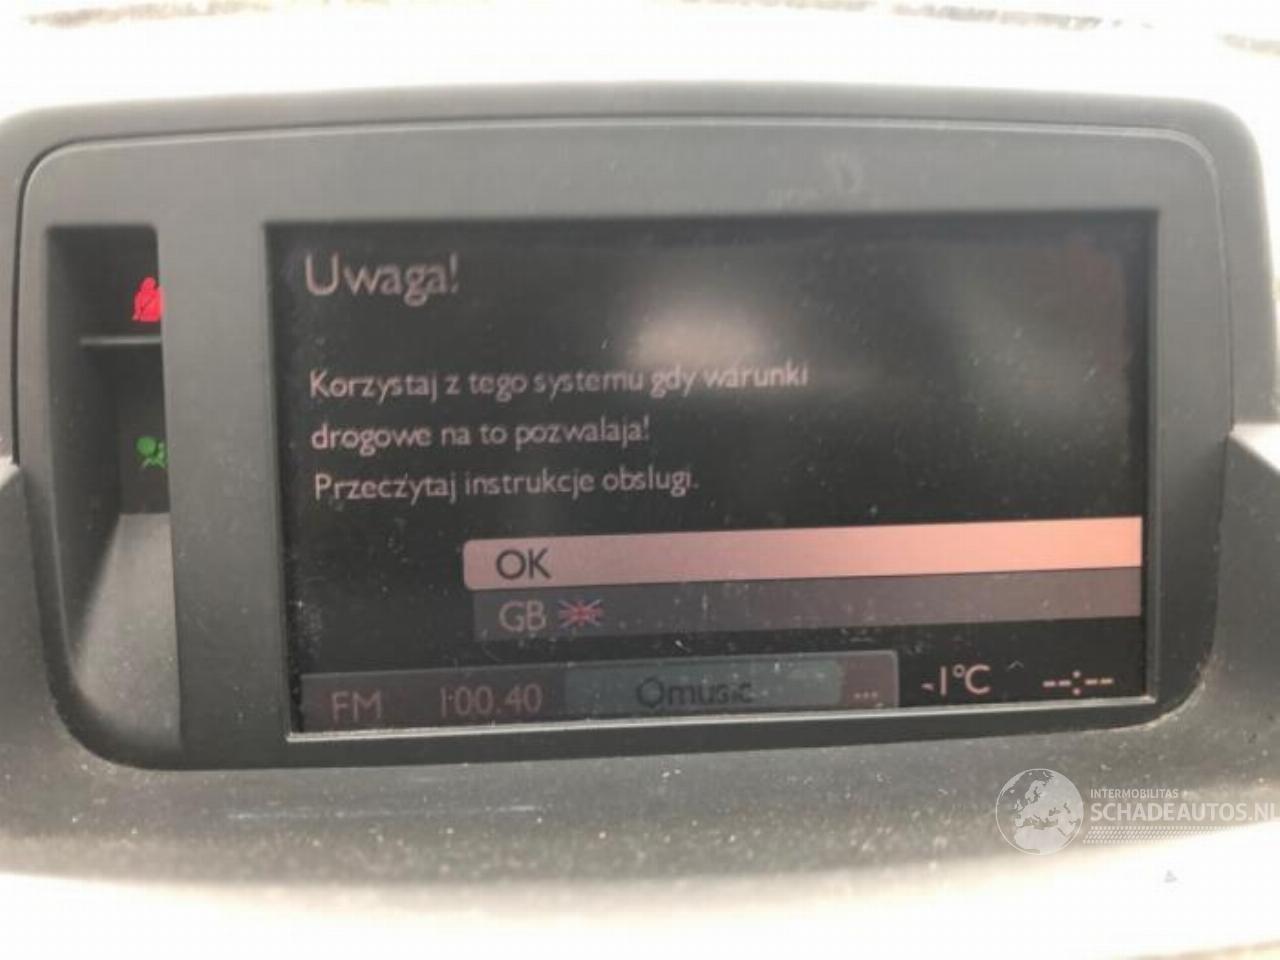 Uwaga!
Korzystaj z tego systemu gdy warunki
drogowe na to pozwalaja!
Przeczytaj instrukcje obslugi.
OK
GB
FM 1:00.40 Qmusic ... -1°C --:--
INTERMOBILITAS
SCHADEAUTOS.NL